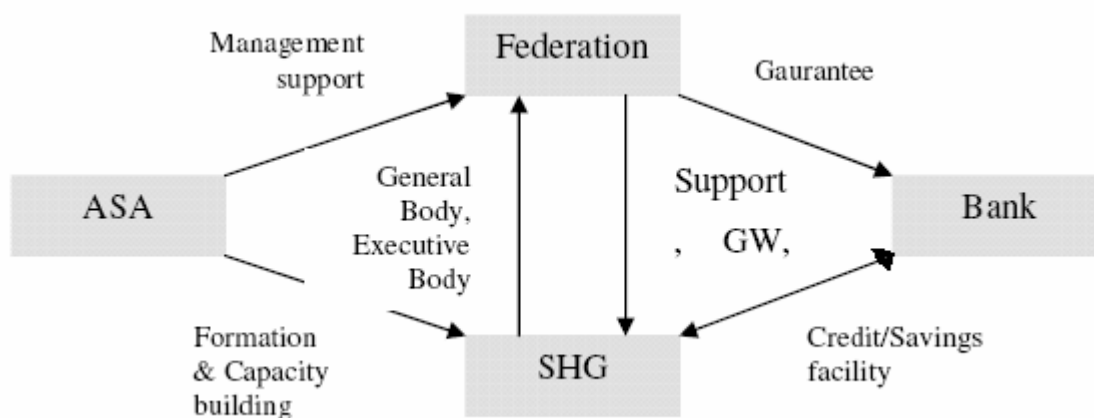 Management
support
Federation
Gaurantee
ASA
General
Body,
Executive
Body
Support
, GW,
Bank
Formation
& Capacity
building
SHG
Credit/Savings
facility